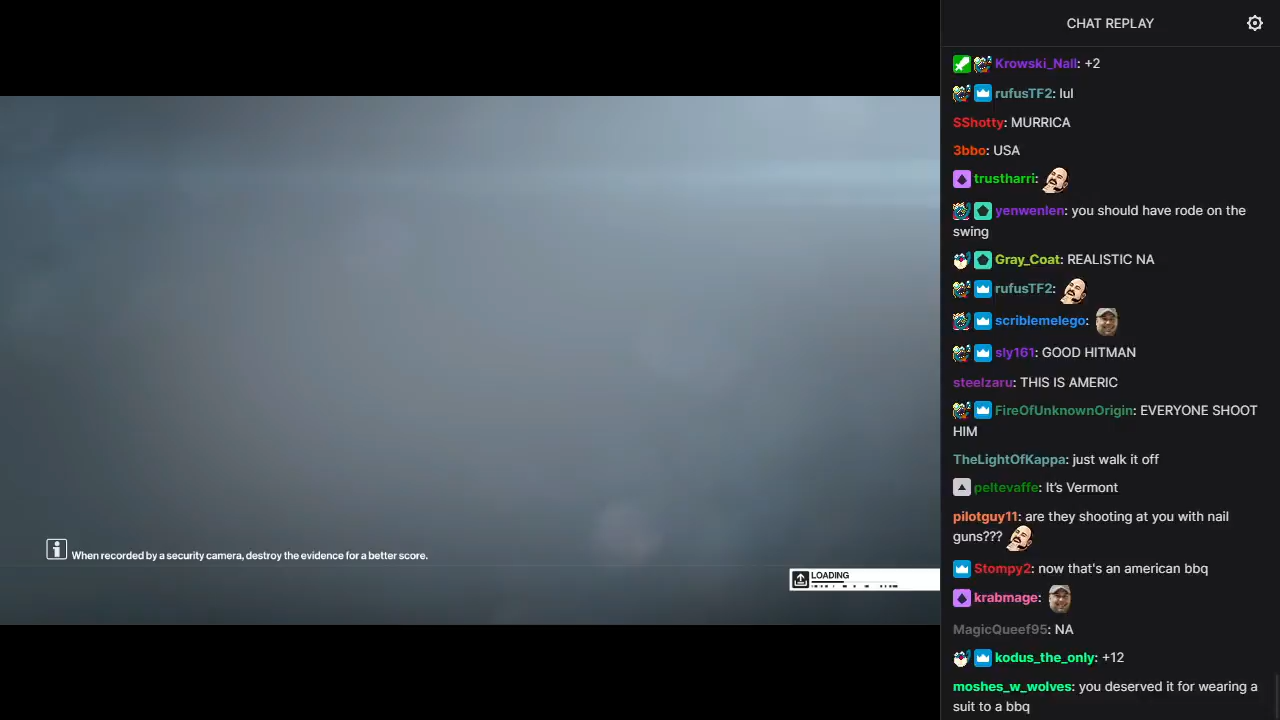 CHAT REPLAY
Krowski_Nall: +2
rufusTF2: lul
SShotty: MURRICA
3bbo: USA
trustharri:
yenwenlen: you should have rode on the
swing
Gray_Coat: REALISTIC NA
rufusTF2:
scriblemelego:
sly161: GOOD HITMAN
steelzaru: THIS IS AMERIC
FireOfUnknownOrigin: EVERYONE SHOOT
HIM
TheLightOfKappa: just walk it off
peltevaffe: It’s Vermont
pilotguy11: are they shooting at you with nail
guns???
Stompy2: now that's an american bbq
krabmage:
MagicQueef95: NA
kodus_the_only: +12
moshes_w_wolves: you deserved it for wearing a
suit to a bbq
When recorded by a security camera, destroy the evidence for a better score.
LOADING